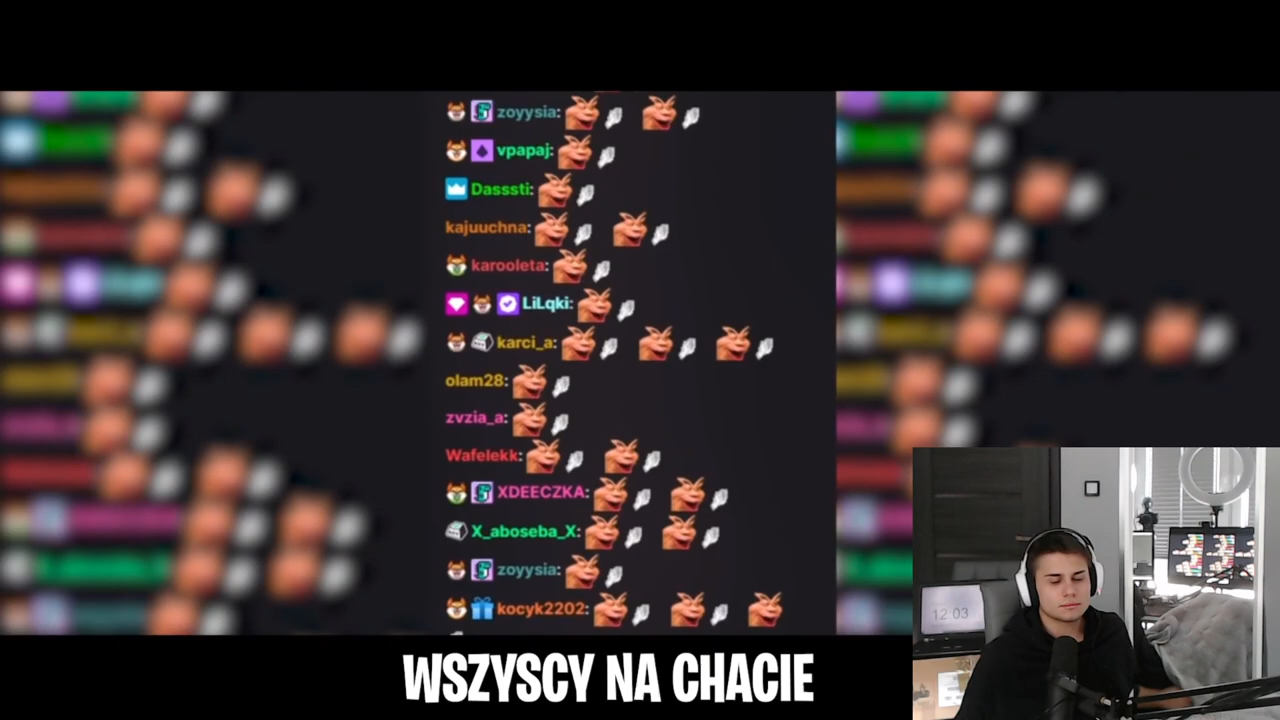 zoyysia:
vpapaj:
Dasssti:
kajuuchna:
karooleta:
LiLqki:
karci_a:
olam28:
zvzia_a:
Wafelekk:
XDEECZKA:
X_aboseba_X:
zoyysia:
kocyk2202:
WSZYSCY NA CHACIE
12 03